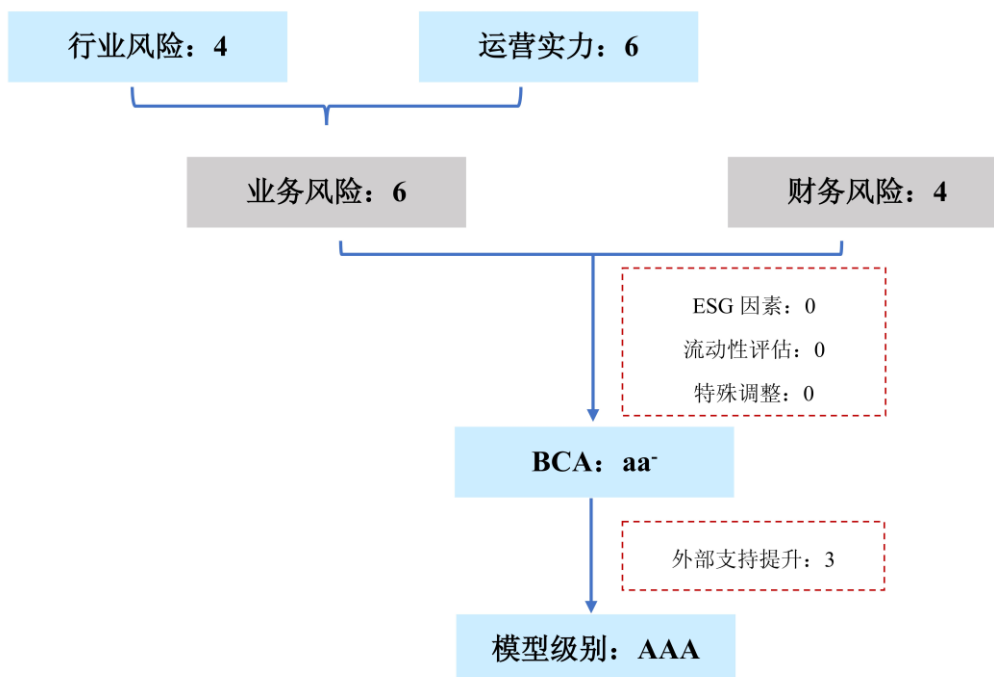 行业风险：4
运营实力：6
业务风险：6
财务风险：4
ESG 因素：0
流动性评估：0
特殊调整：0
BCA：aa-
外部支持提升：3
模型级别：AAA